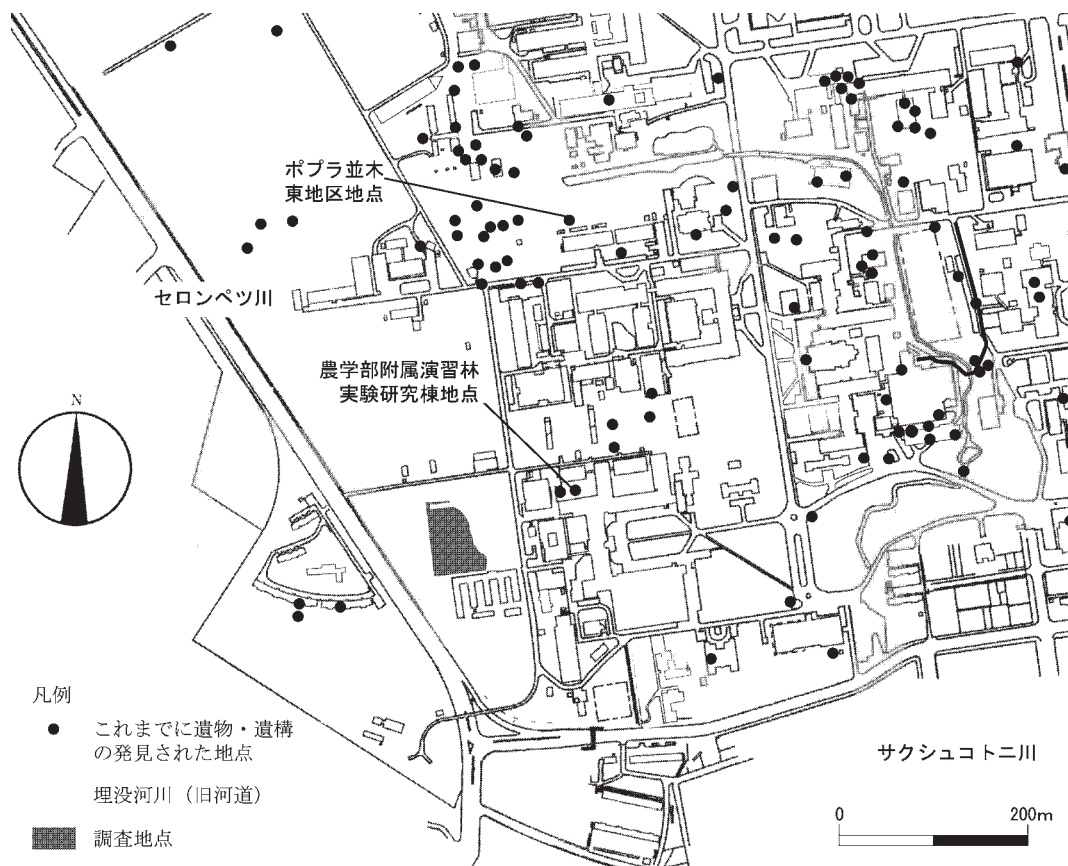 ポプラ並木
東地区地点
セロンペツ川
農学部附属演習林
実験研究棟地点
N
凡例
これまでに遺物・遺構
の発見された地点
埋没河川（旧河道）
調査地点
サクシュコトニ川
0 200m